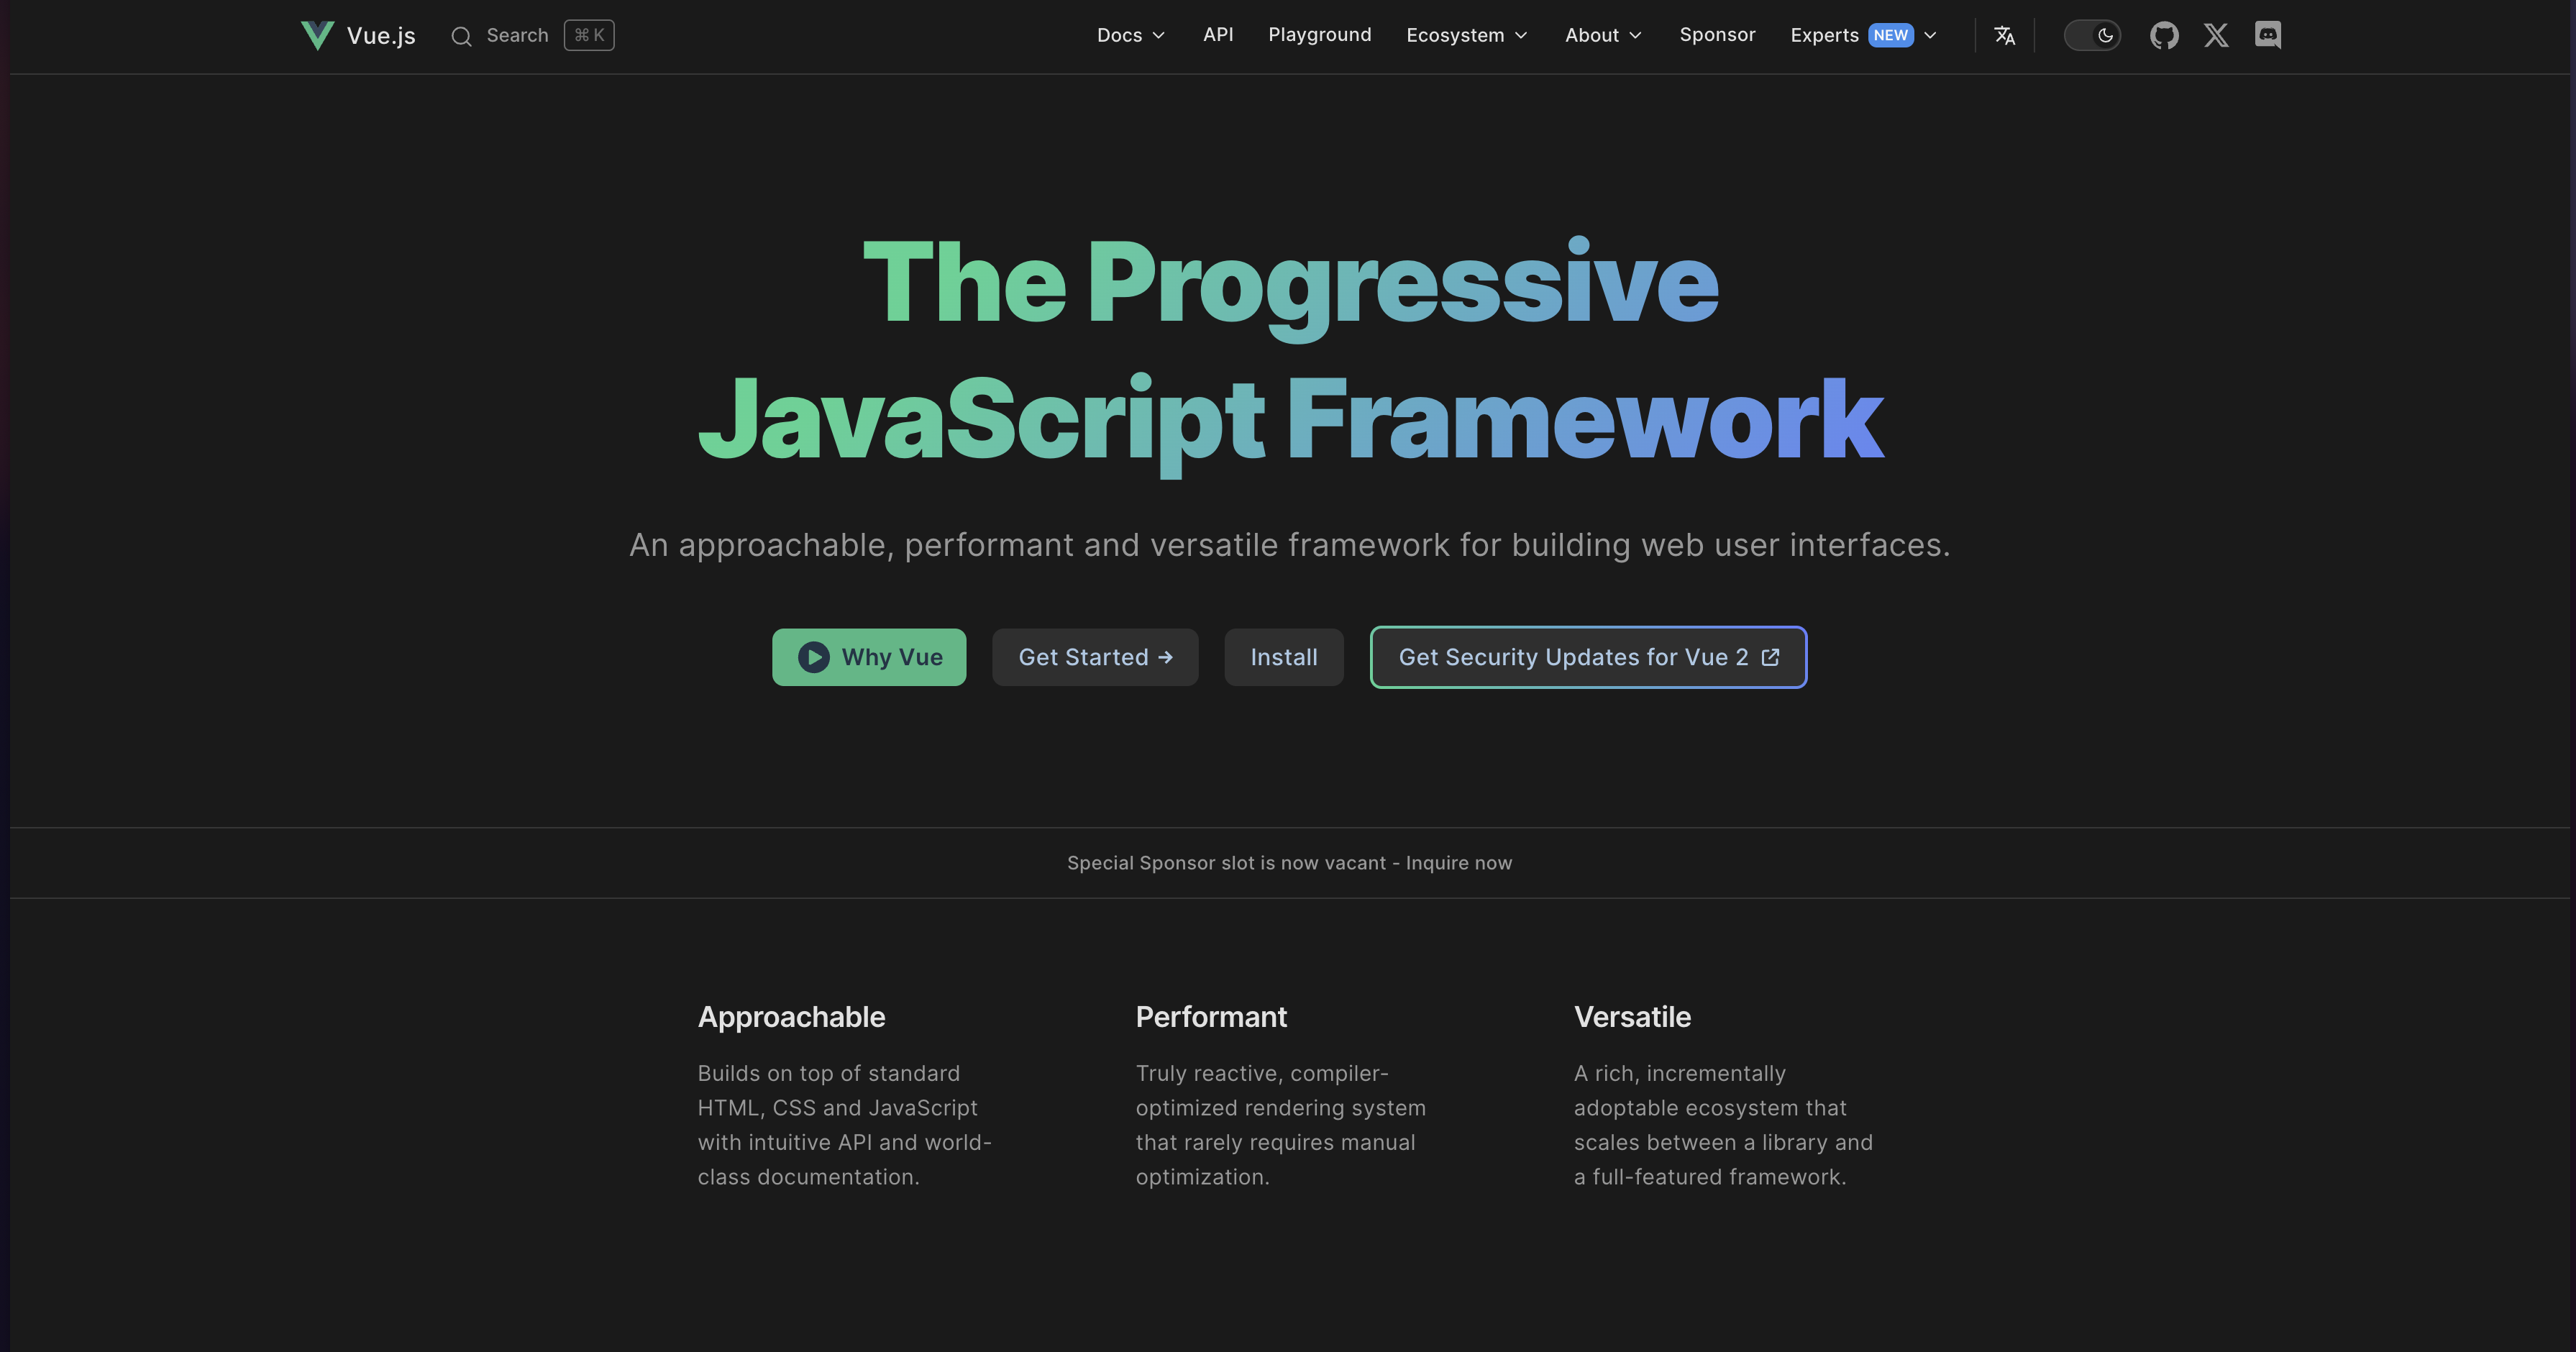 Vue.js
Search
⌘ K
Docs
API
Playground
Ecosystem
About
Sponsor
Experts NEW
The Progressive
JavaScript Framework
An approachable, performant and versatile framework for building web user interfaces.
Why Vue
Get Started →
Install
Get Security Updates for Vue 2
Special Sponsor slot is now vacant - Inquire now
Approachable
Builds on top of standard
HTML, CSS and JavaScript
with intuitive API and world-
class documentation.
Performant
Truly reactive, compiler-
optimized rendering system
that rarely requires manual
optimization.
Versatile
A rich, incrementally
adoptable ecosystem that
scales between a library and
a full-featured framework.